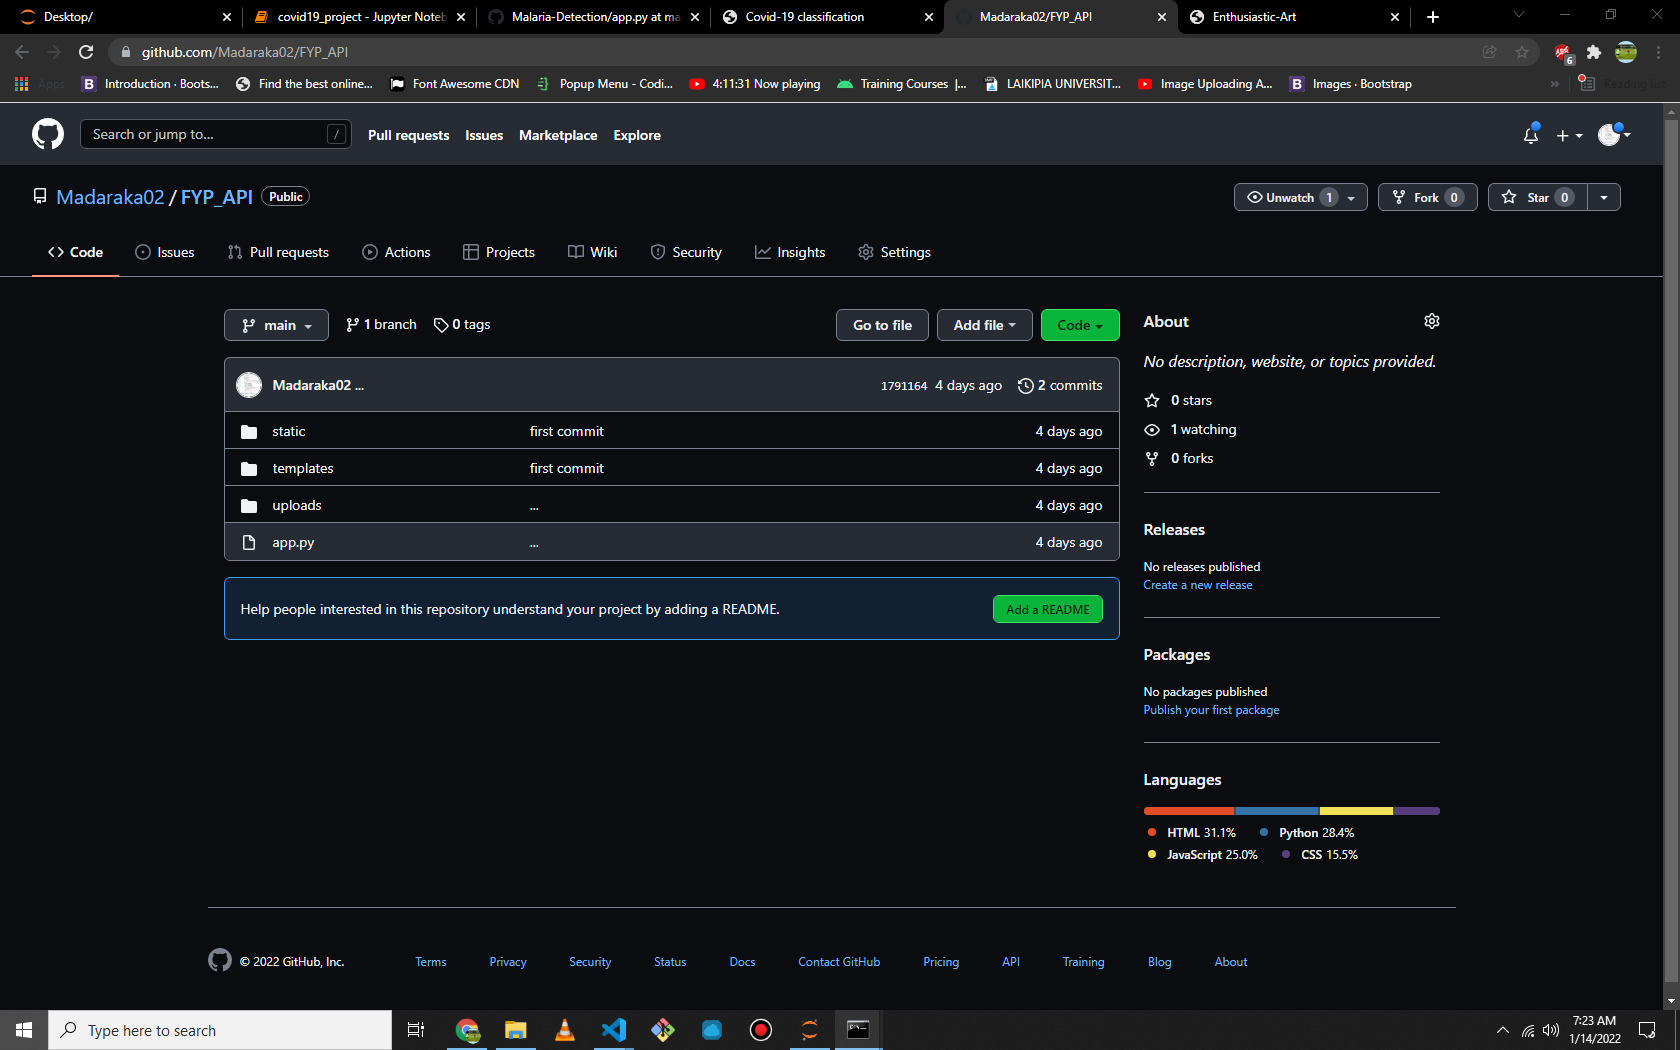 Desktop/
covid19_project - Jupyter Noteb
Malaria-Detection/app.py at ma
Covid-19 classification
Madaraka02/FYP_API
Enthusiastic-Art
github.com/Madaraka02/FYP_API
6
Apps
Introduction · Boots...
Find the best online...
Font Awesome CDN
Popup Menu - Codi...
4:11:31 Now playing
Training Courses |...
LAIKIPIA UNIVERSIT...
Image Uploading A...
Images · Bootstrap
»
Reading list
Search or jump to... /
Pull requests
Issues
Marketplace
Explore
Madaraka02 / FYP_API Public
Unwatch 1
Fork 0
Star 0
Code
Issues
Pull requests
Actions
Projects
Wiki
Security
Insights
Settings
main
1 branch
0 tags
Go to file
Add file
Code
Madaraka02 ...
1791164 4 days ago
2 commits
static first commit 4 days ago
templates first commit 4 days ago
uploads ... 4 days ago
app.py ... 4 days ago
Help people interested in this repository understand your project by adding a README.
Add a README
About
No description, website, or topics provided.
0 stars
1 watching
0 forks
Releases
No releases published
Create a new release
Packages
No packages published
Publish your first package
Languages
HTML 31.1%
Python 28.4%
JavaScript 25.0%
CSS 15.5%
© 2022 GitHub, Inc.
Terms
Privacy
Security
Status
Docs
Contact GitHub
Pricing
API
Training
Blog
About
Type here to search
7:23 AM
1/14/2022